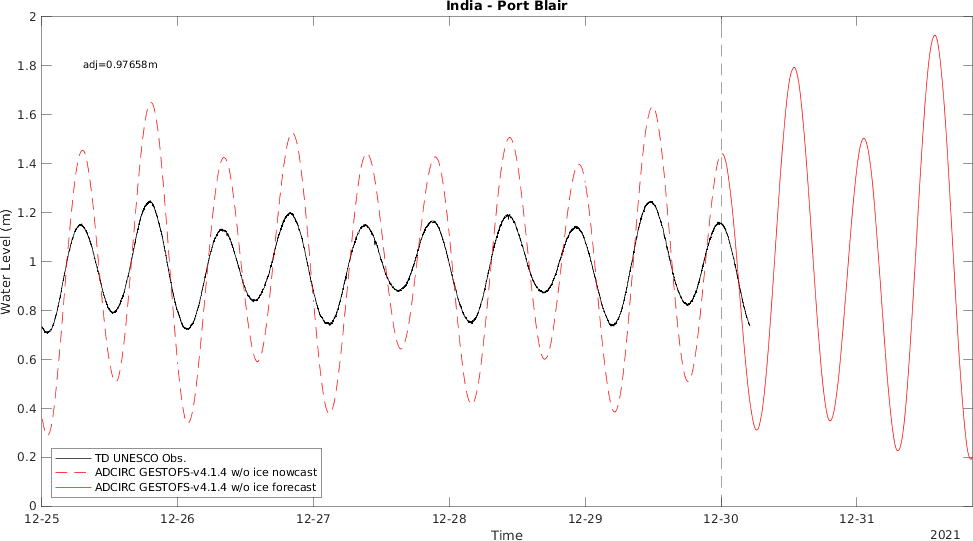 India - Port Blair
adj=0.97658m
Water Level (m)
2
1.8
1.6
1.4
1.2
1
0.8
0.6
0.4
0.2
0
TD UNESCO Obs.
ADCIRC GESTOFS-v4.1.4 w/o ice nowcast
ADCIRC GESTOFS-v4.1.4 w/o ice forecast
12-25 12-26 12-27 12-28 12-29 12-30 12-31
Time
2021